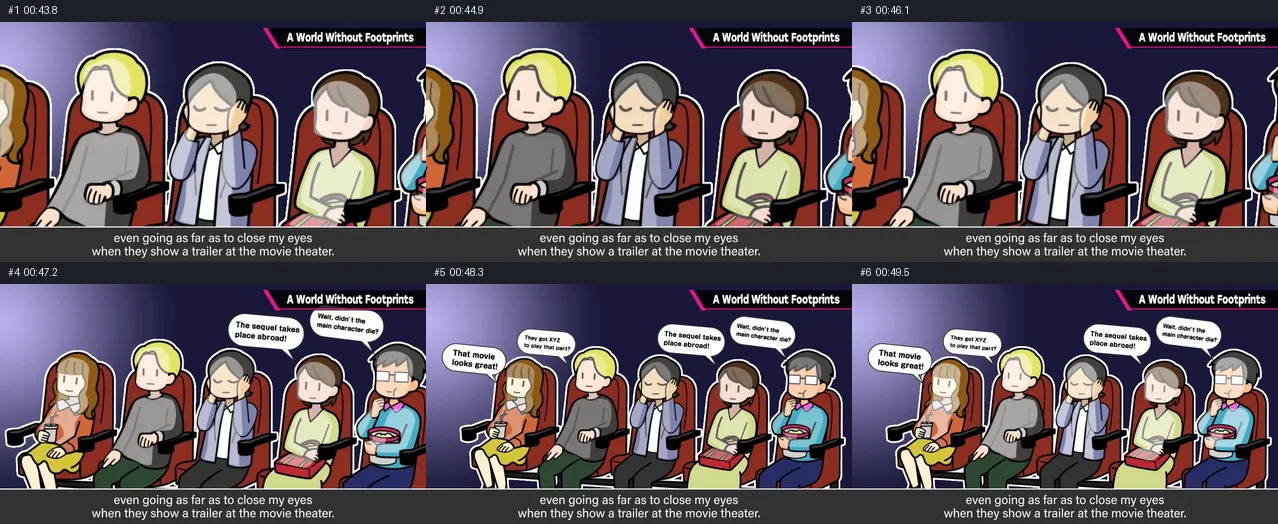 #1 00:43.8
A World Without Footprints
even going as far as to close my eyes
when they show a trailer at the movie theater.
#2 00:44.9
A World Without Footprints
even going as far as to close my eyes
when they show a trailer at the movie theater.
#3 00:46.1
A World Without Footprints
even going as far as to close my eyes
when they show a trailer at the movie theater.
#4 00:47.2
A World Without Footprints
The sequel takes
place abroad!
Wait, didn't the
main character die?
even going as far as to close my eyes
when they show a trailer at the movie theater.
#5 00:48.3
A World Without Footprints
That movie
looks great!
They got XYZ
to play that part?
The sequel takes
place abroad!
Wait, didn't the
main character die?
even going as far as to close my eyes
when they show a trailer at the movie theater.
#6 00:49.5
A World Without Footprints
That movie
looks great!
They got XYZ
to play that part?
The sequel takes
place abroad!
Wait, didn't the
main character die?
even going as far as to close my eyes
when they show a trailer at the movie theater.